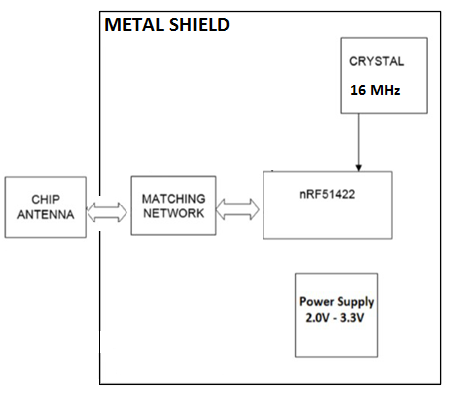 METAL SHIELD
CRYSTAL
16 MHz
CHIP
ANTENNA
MATCHING
NETWORK
nRF51422
Power Supply
2.0V - 3.3V